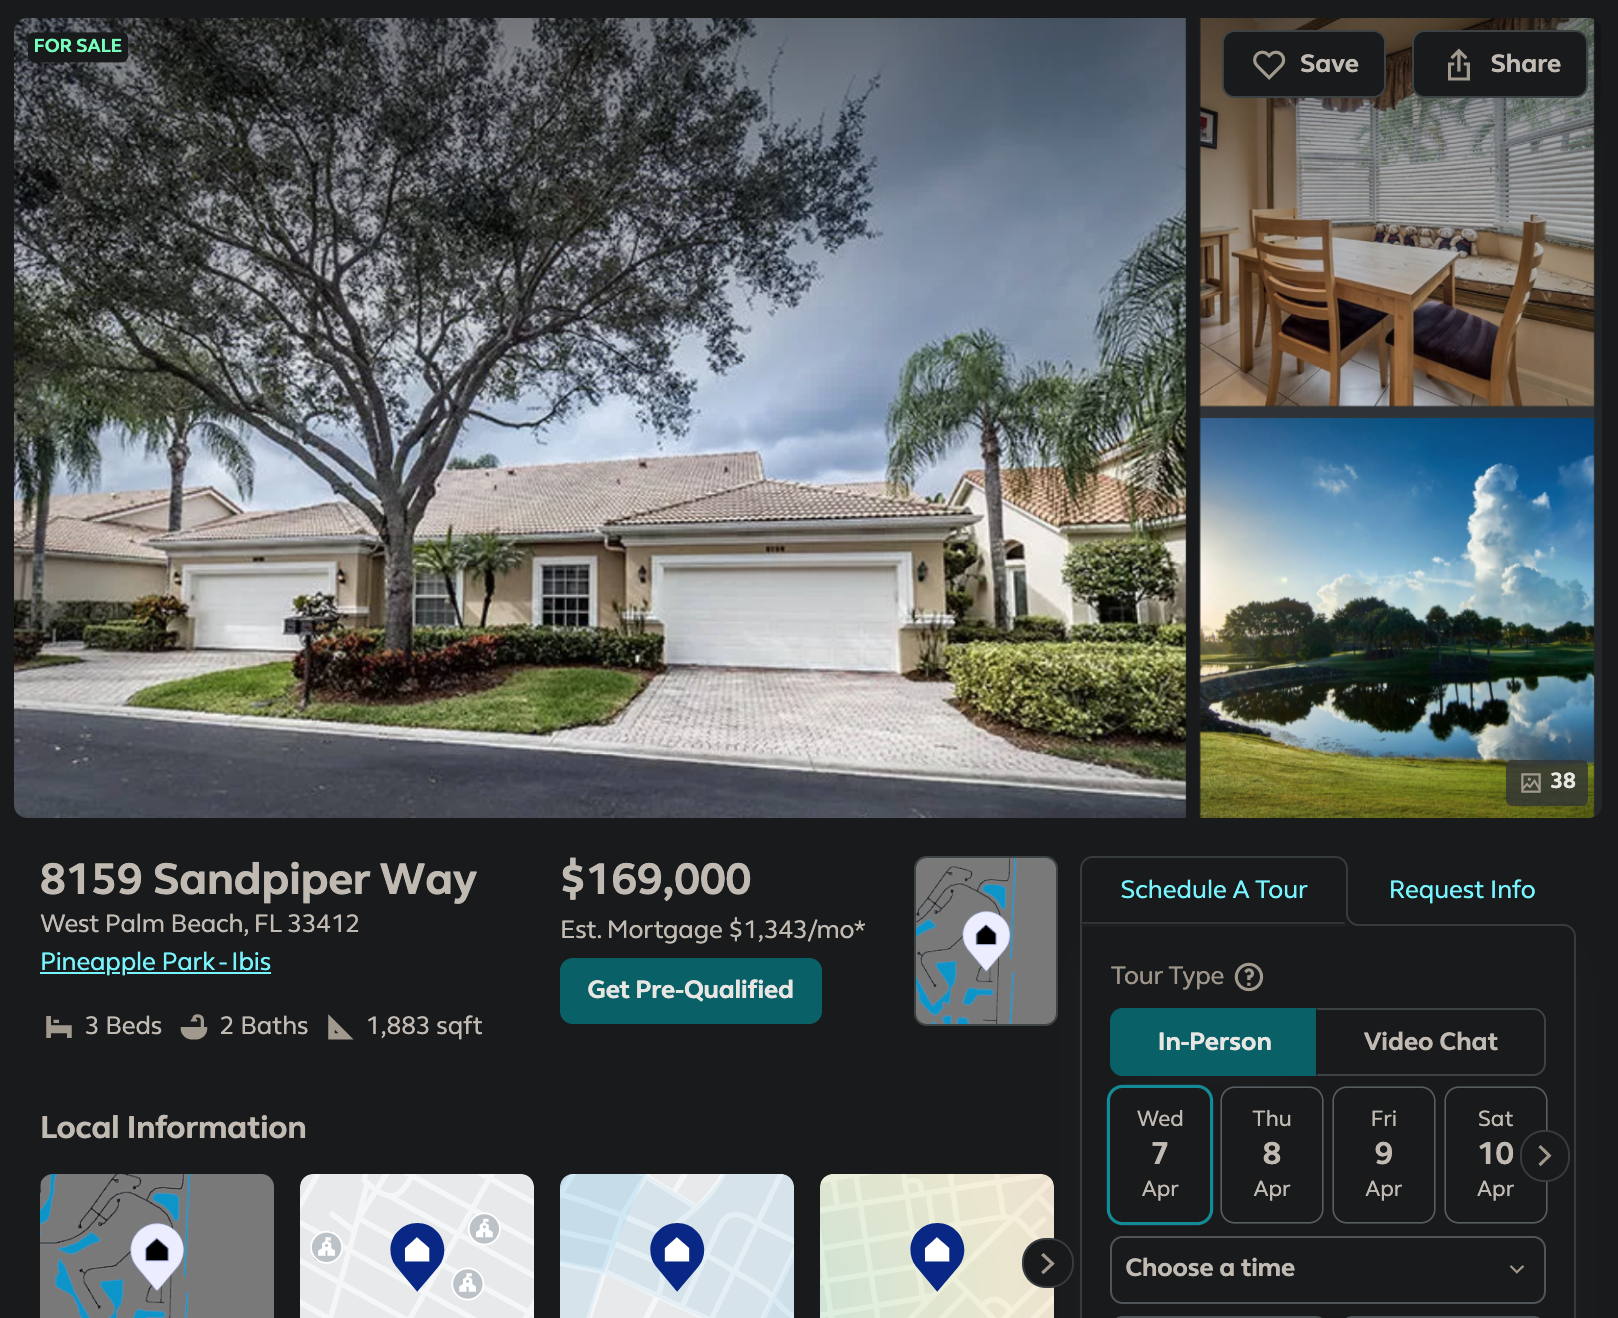 FOR SALE
Save
Share
38
8159 Sandpiper Way
West Palm Beach, FL 33412
Pineapple Park - Ibis
3 Beds
2 Baths
1,883 sqft
$169,000
Est. Mortgage $1,343/mo*
Get Pre-Qualified
Schedule A Tour
Request Info
Tour Type ?
In-Person
Video Chat
Wed
7
Apr
Thu
8
Apr
Fri
9
Apr
Sat
10
Apr
Choose a time
Local Information